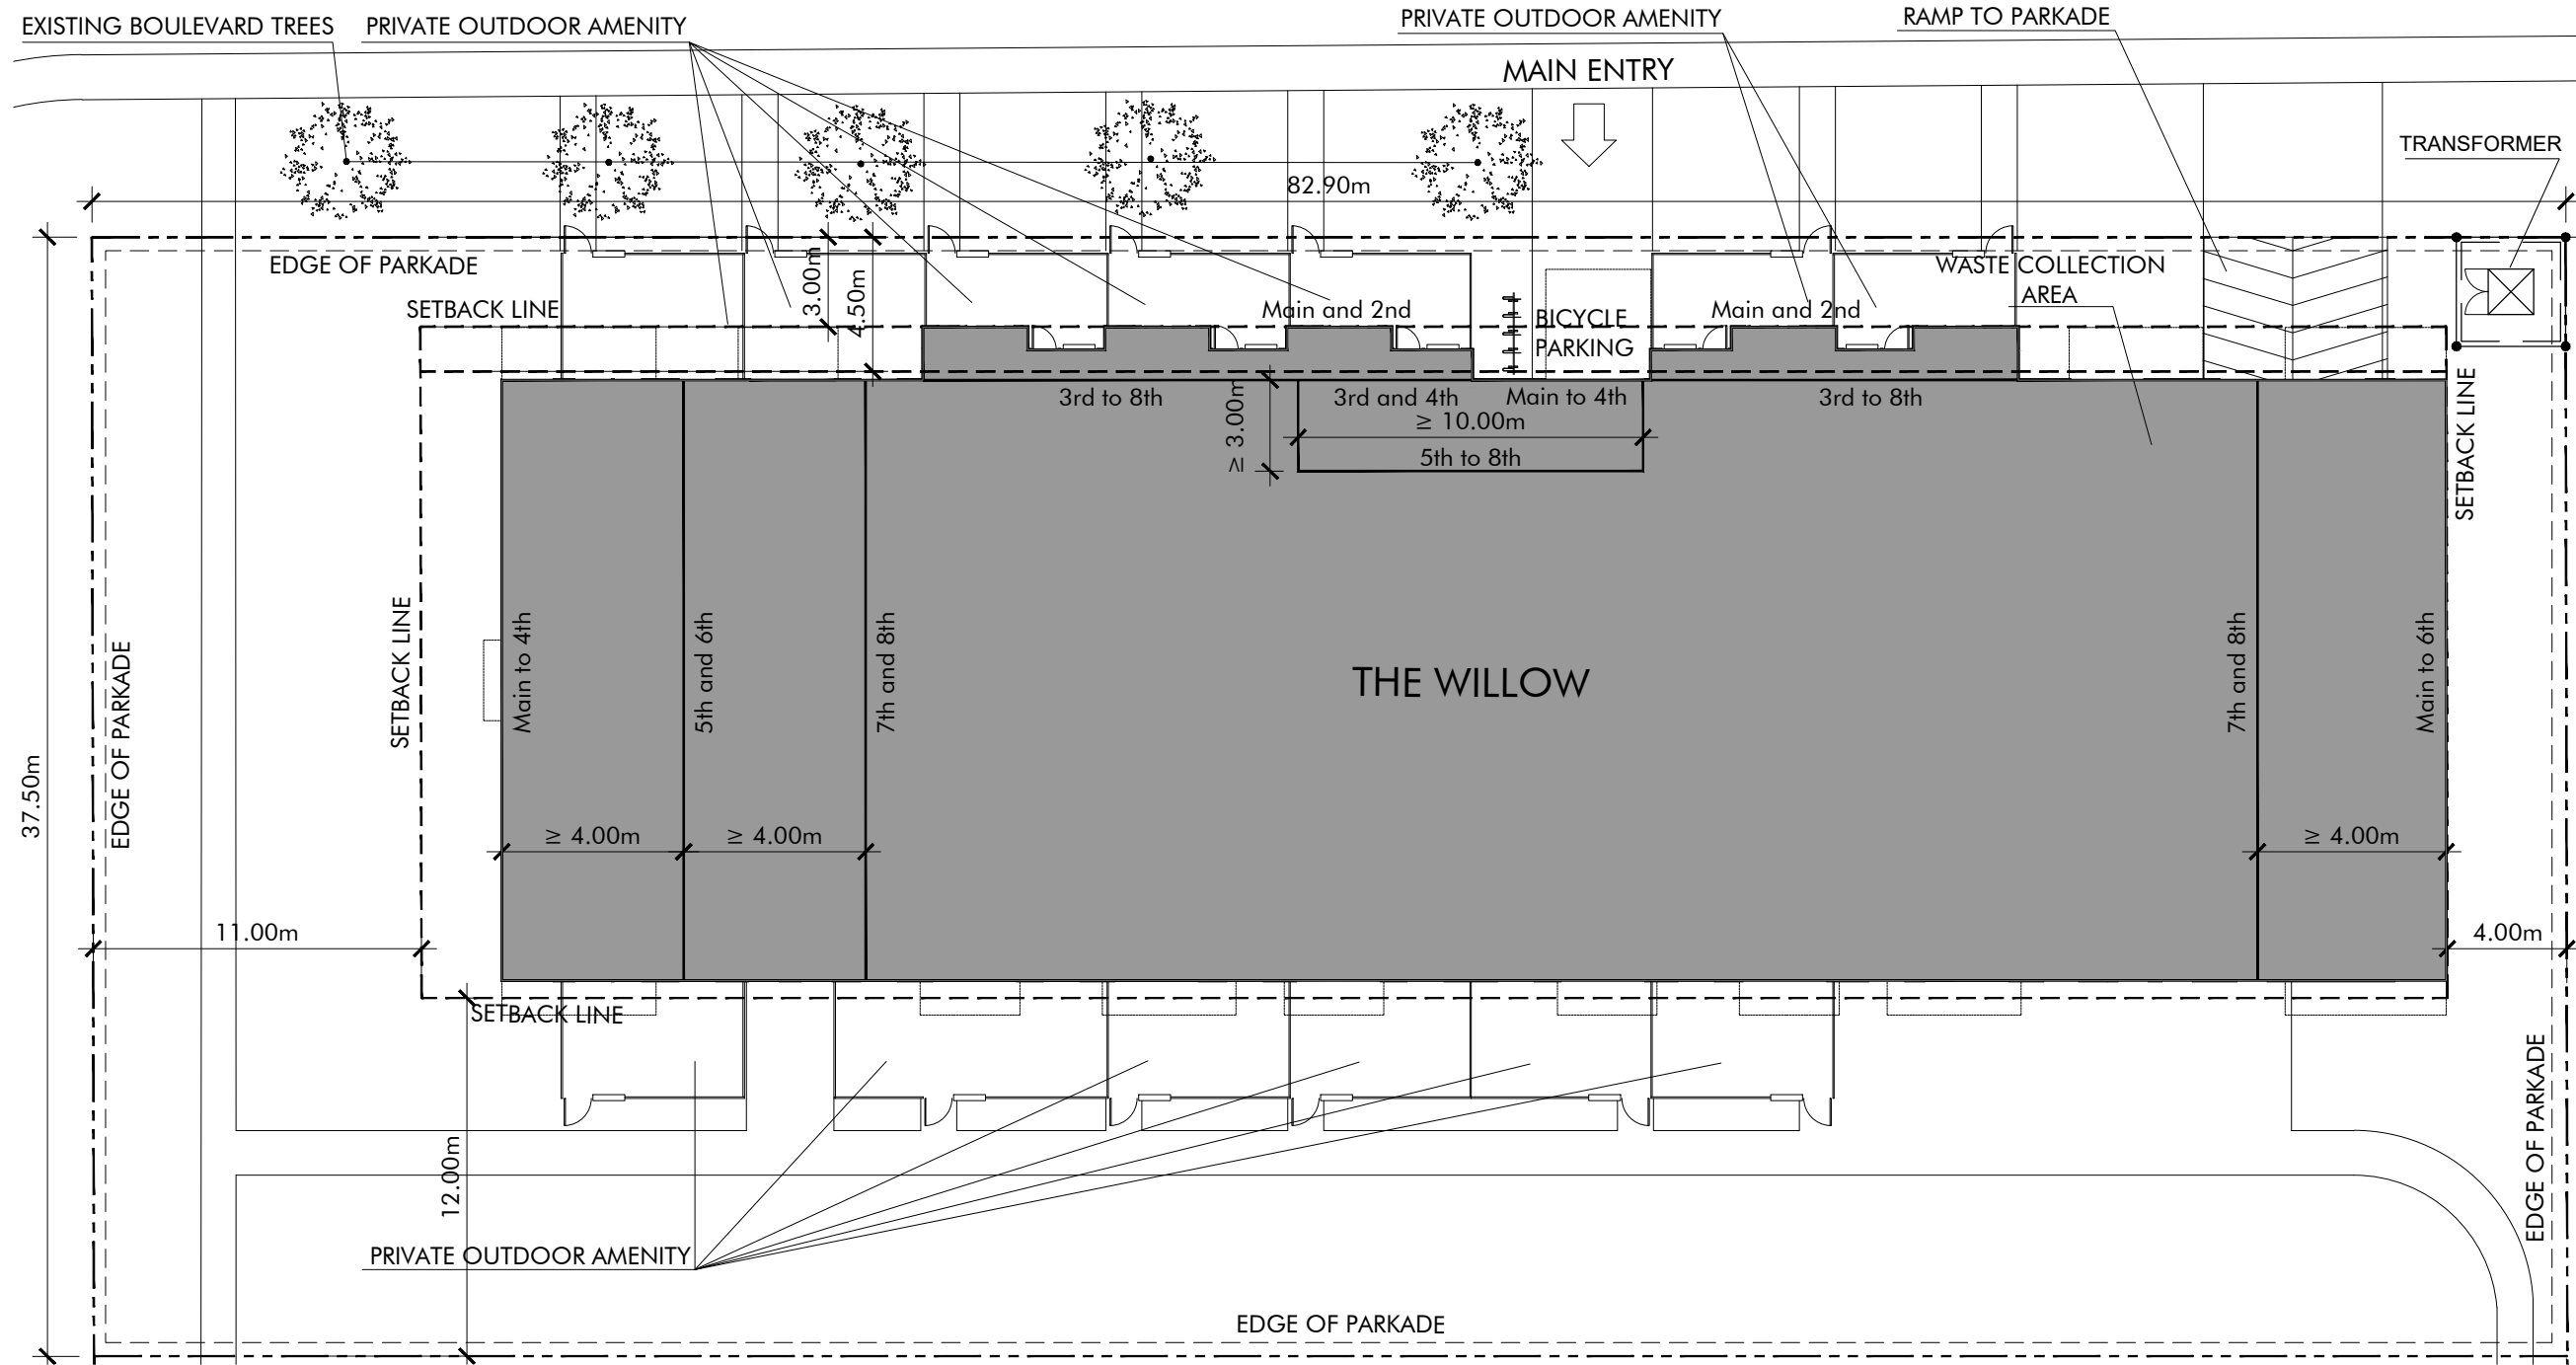 EXISTING BOULEVARD TREES
PRIVATE OUTDOOR AMENITY
PRIVATE OUTDOOR AMENITY
RAMP TO PARKADE
MAIN ENTRY
TRANSFORMER
82.90m
EDGE OF PARKADE
3.00m
4.50m
WASTE COLLECTION
AREA
SETBACK LINE
Main and 2nd
BICYCLE
PARKING
Main and 2nd
3rd to 8th
3rd and 4th
Main to 4th
3rd to 8th
≥ 3.00m
≥ 10.00m
5th to 8th
SETBACK LINE
SETBACK LINE
EDGE OF PARKADE
Main to 4th
5th and 6th
7th and 8th
THE WILLOW
7th and 8th
Main to 6th
37.50m
≥ 4.00m
≥ 4.00m
≥ 4.00m
11.00m
4.00m
SETBACK LINE
12.00m
EDGE OF PARKADE
PRIVATE OUTDOOR AMENITY
EDGE OF PARKADE